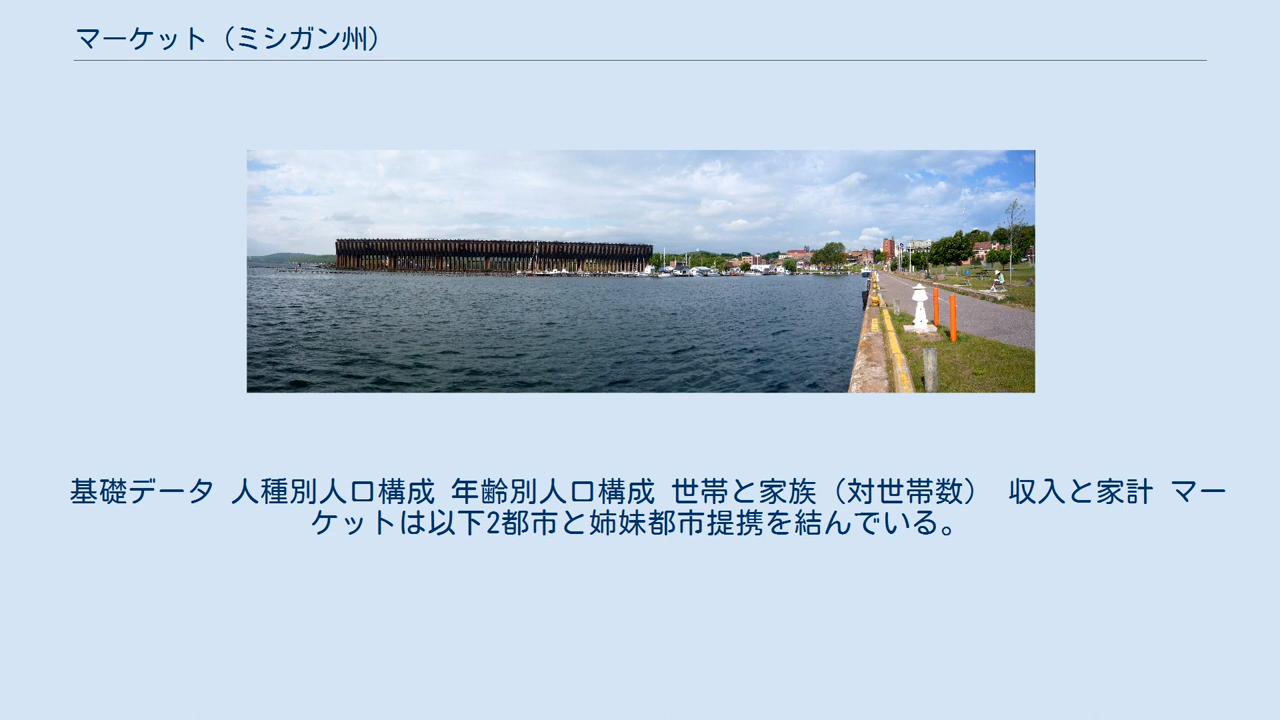 マーケット（ミシガン州）
基礎データ 人種別人口構成 年齢別人口構成 世帯と家族（対世帯数） 収入と家計 マー
ケットは以下2都市と姉妹都市提携を結んでいる。